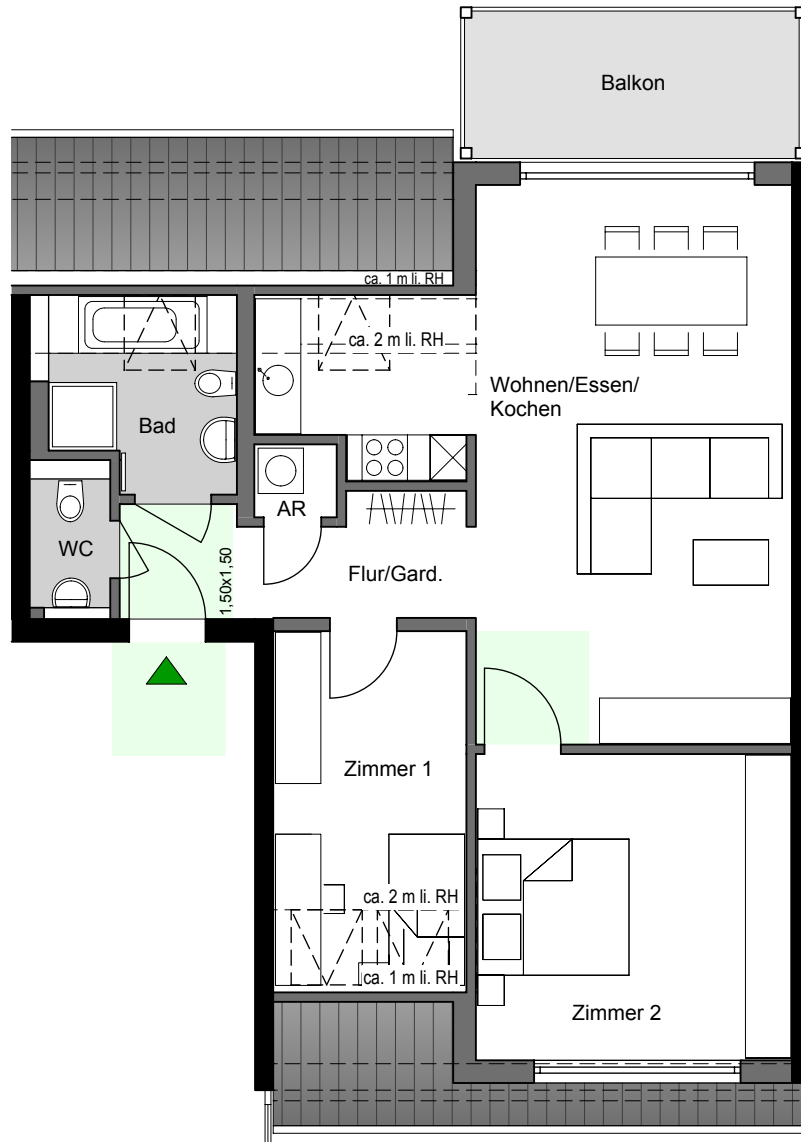 Balkon
ca. 1 m li. RH
ca. 2 m li. RH
Wohnen/Essen/
Kochen
Bad
AR
WC
1,50x1,50
Flur/Gard.
Zimmer 1
ca. 2 m li. RH
ca. 1 m li. RH
Zimmer 2